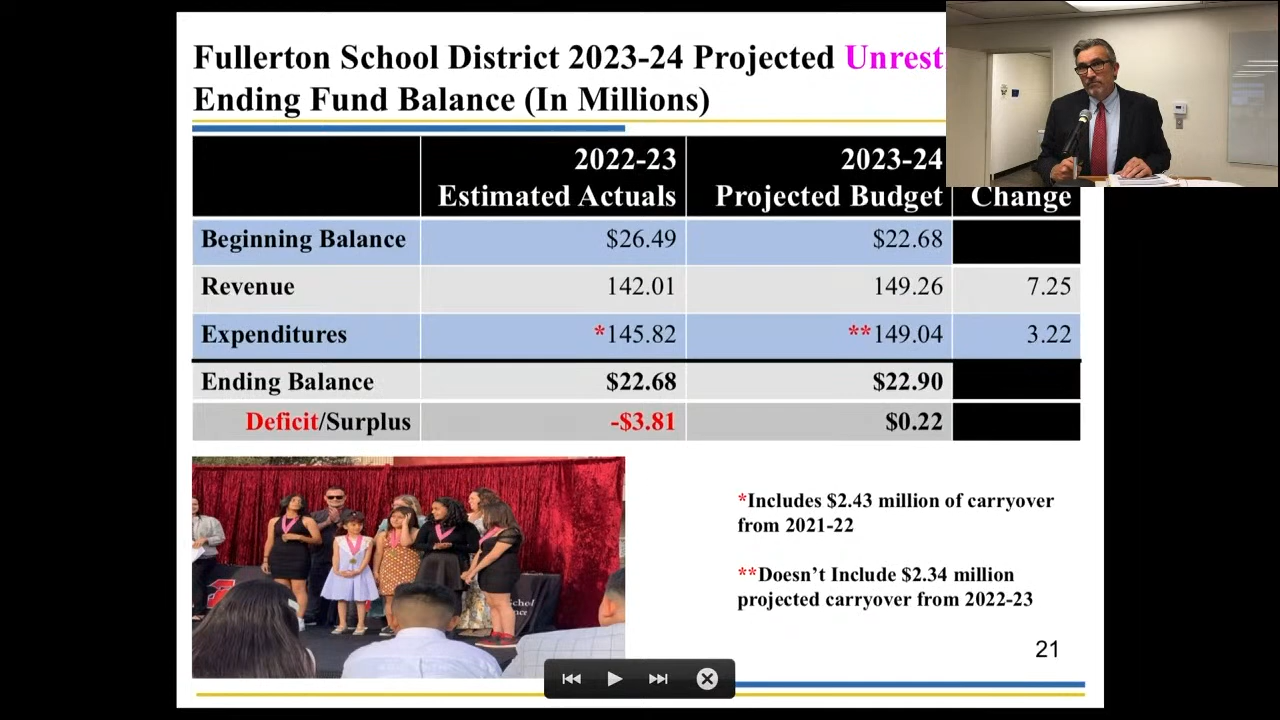 Fullerton School District 2023-24 Projected Unrest
Ending Fund Balance (In Millions)
2022-23 Estimated Actuals 2023-24 Projected Budget Change
Beginning Balance $26.49 $22.68
Revenue 142.01 149.26 7.25
Expenditures *145.82 **149.04 3.22
Ending Balance $22.68 $22.90
Deficit/Surplus -$3.81 $0.22
*Includes $2.43 million of carryover
from 2021-22
**Doesn't Include $2.34 million
projected carryover from 2022-23
21